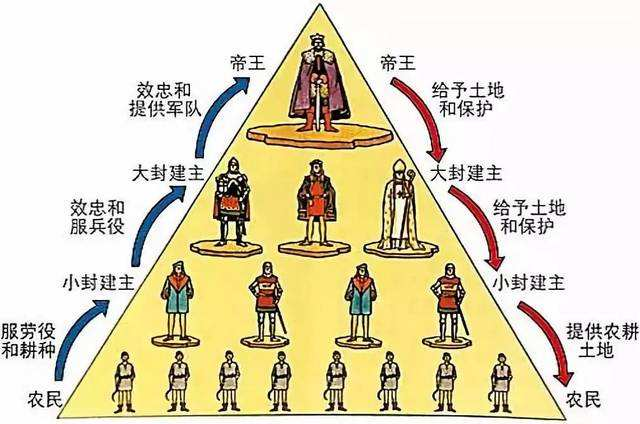 帝王
帝王
效忠和
提供军队
给予土地
和保护
大封建主
大封建主
效忠和
服兵役
给予土地
和保护
小封建主
小封建主
服劳役
和耕种
提供农耕
土地
农民
农民